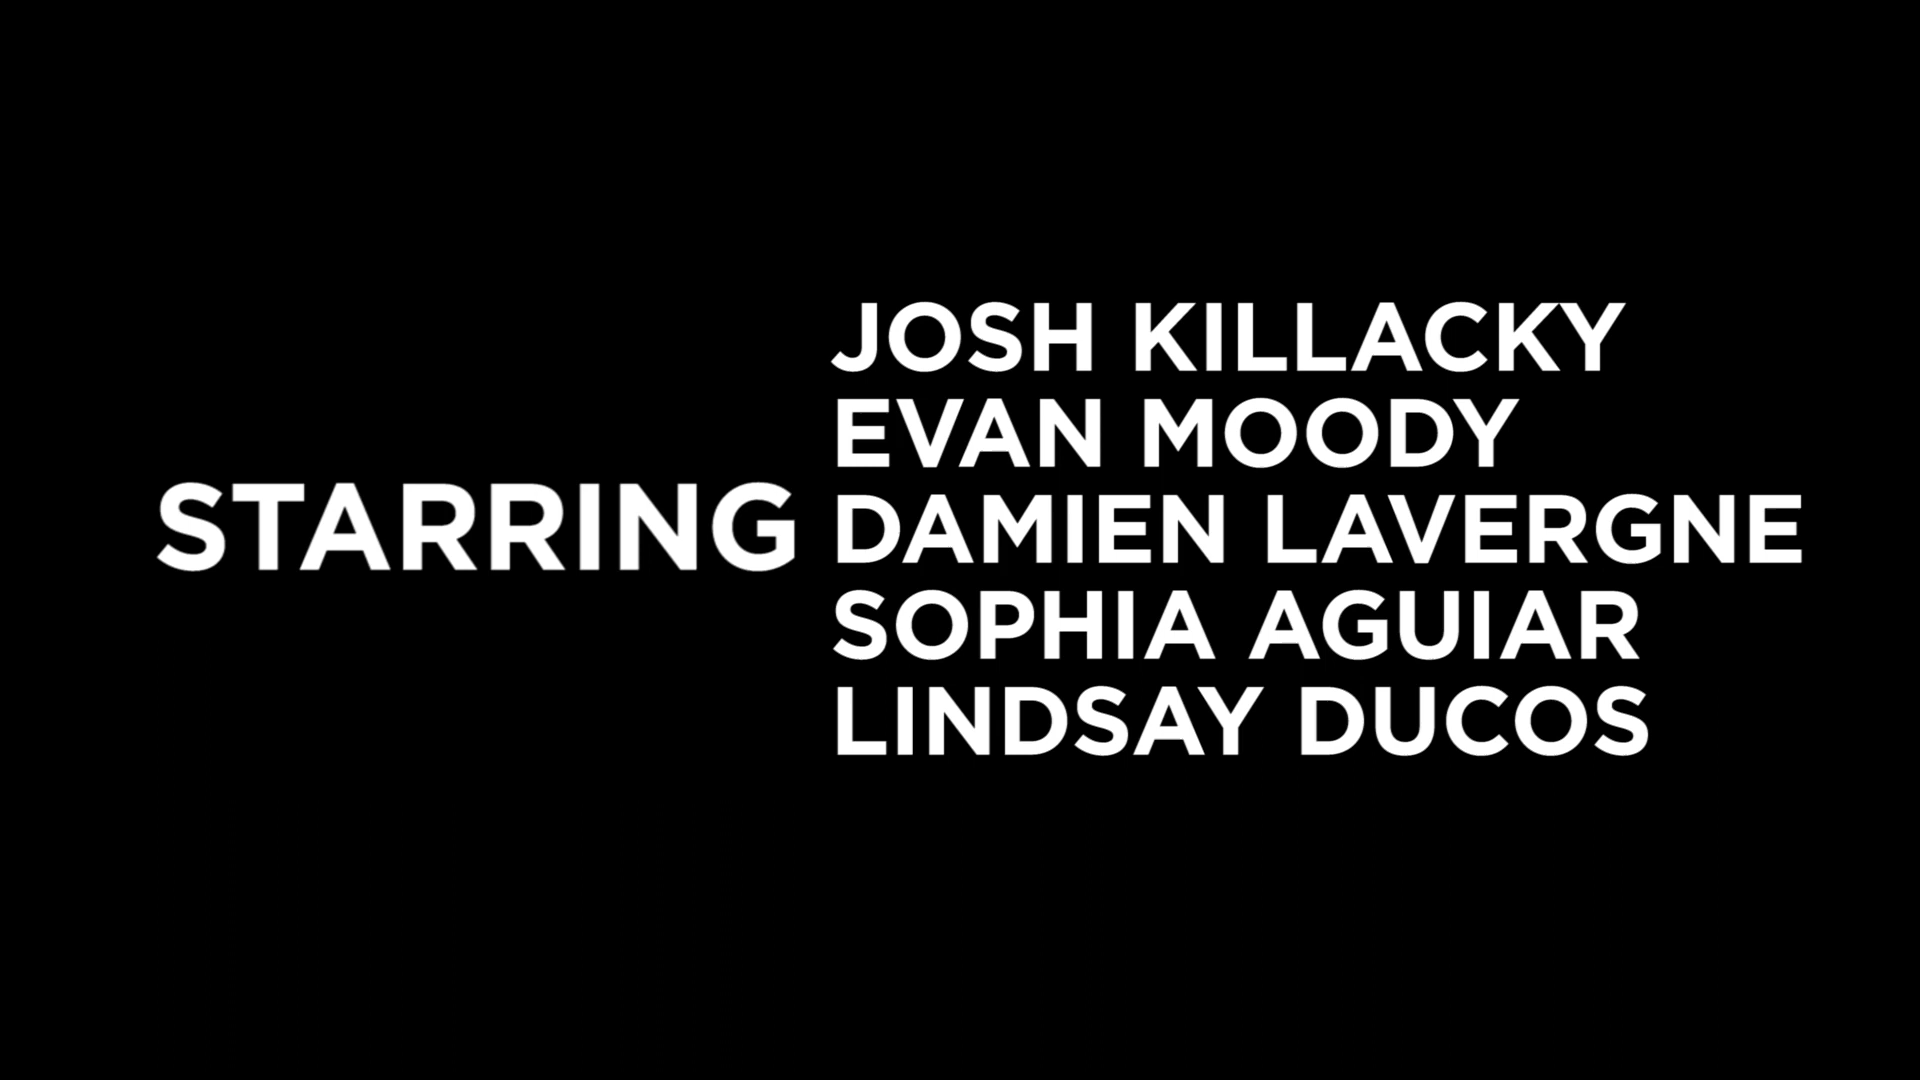 STARRING
JOSH KILLACKY
EVAN MOODY
DAMIEN LAVERGNE
SOPHIA AGUIAR
LINDSAY DUCOS